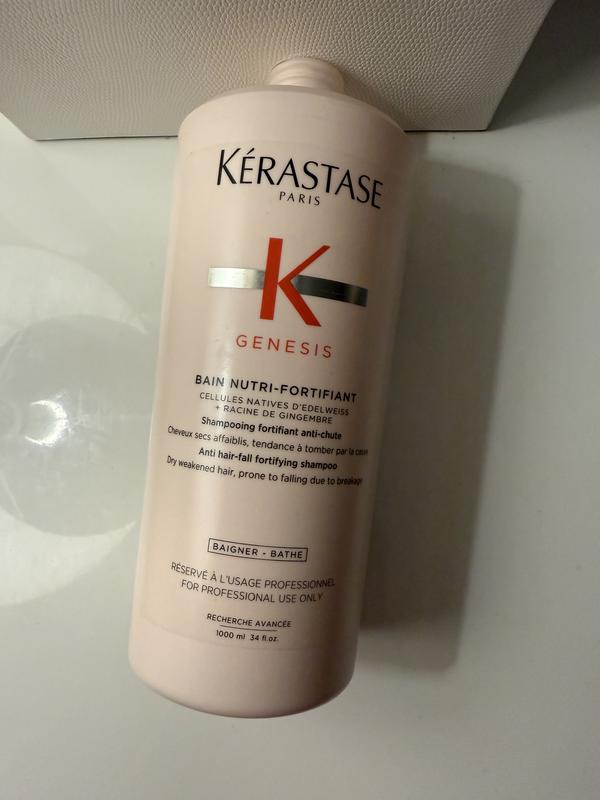 KÉRASTASE
PARIS
K
GENESIS
BAIN NUTRI-FORTIFIANT
CELLULES NATIVES D'EDELWEISS
+ RACINE DE GINGEMBRE
Shampooing fortifiant anti-chute
Cheveux secs affaiblis, tendance à tomber par la casse
Anti hair-fall fortifying shampoo
Dry weakened hair, prone to falling due to breakage
BAIGNER - BATHE
RÉSERVÉ À L'USAGE PROFESSIONNEL
FOR PROFESSIONAL USE ONLY
RECHERCHE AVANCÉE
1000 ml 34 fl.oz.